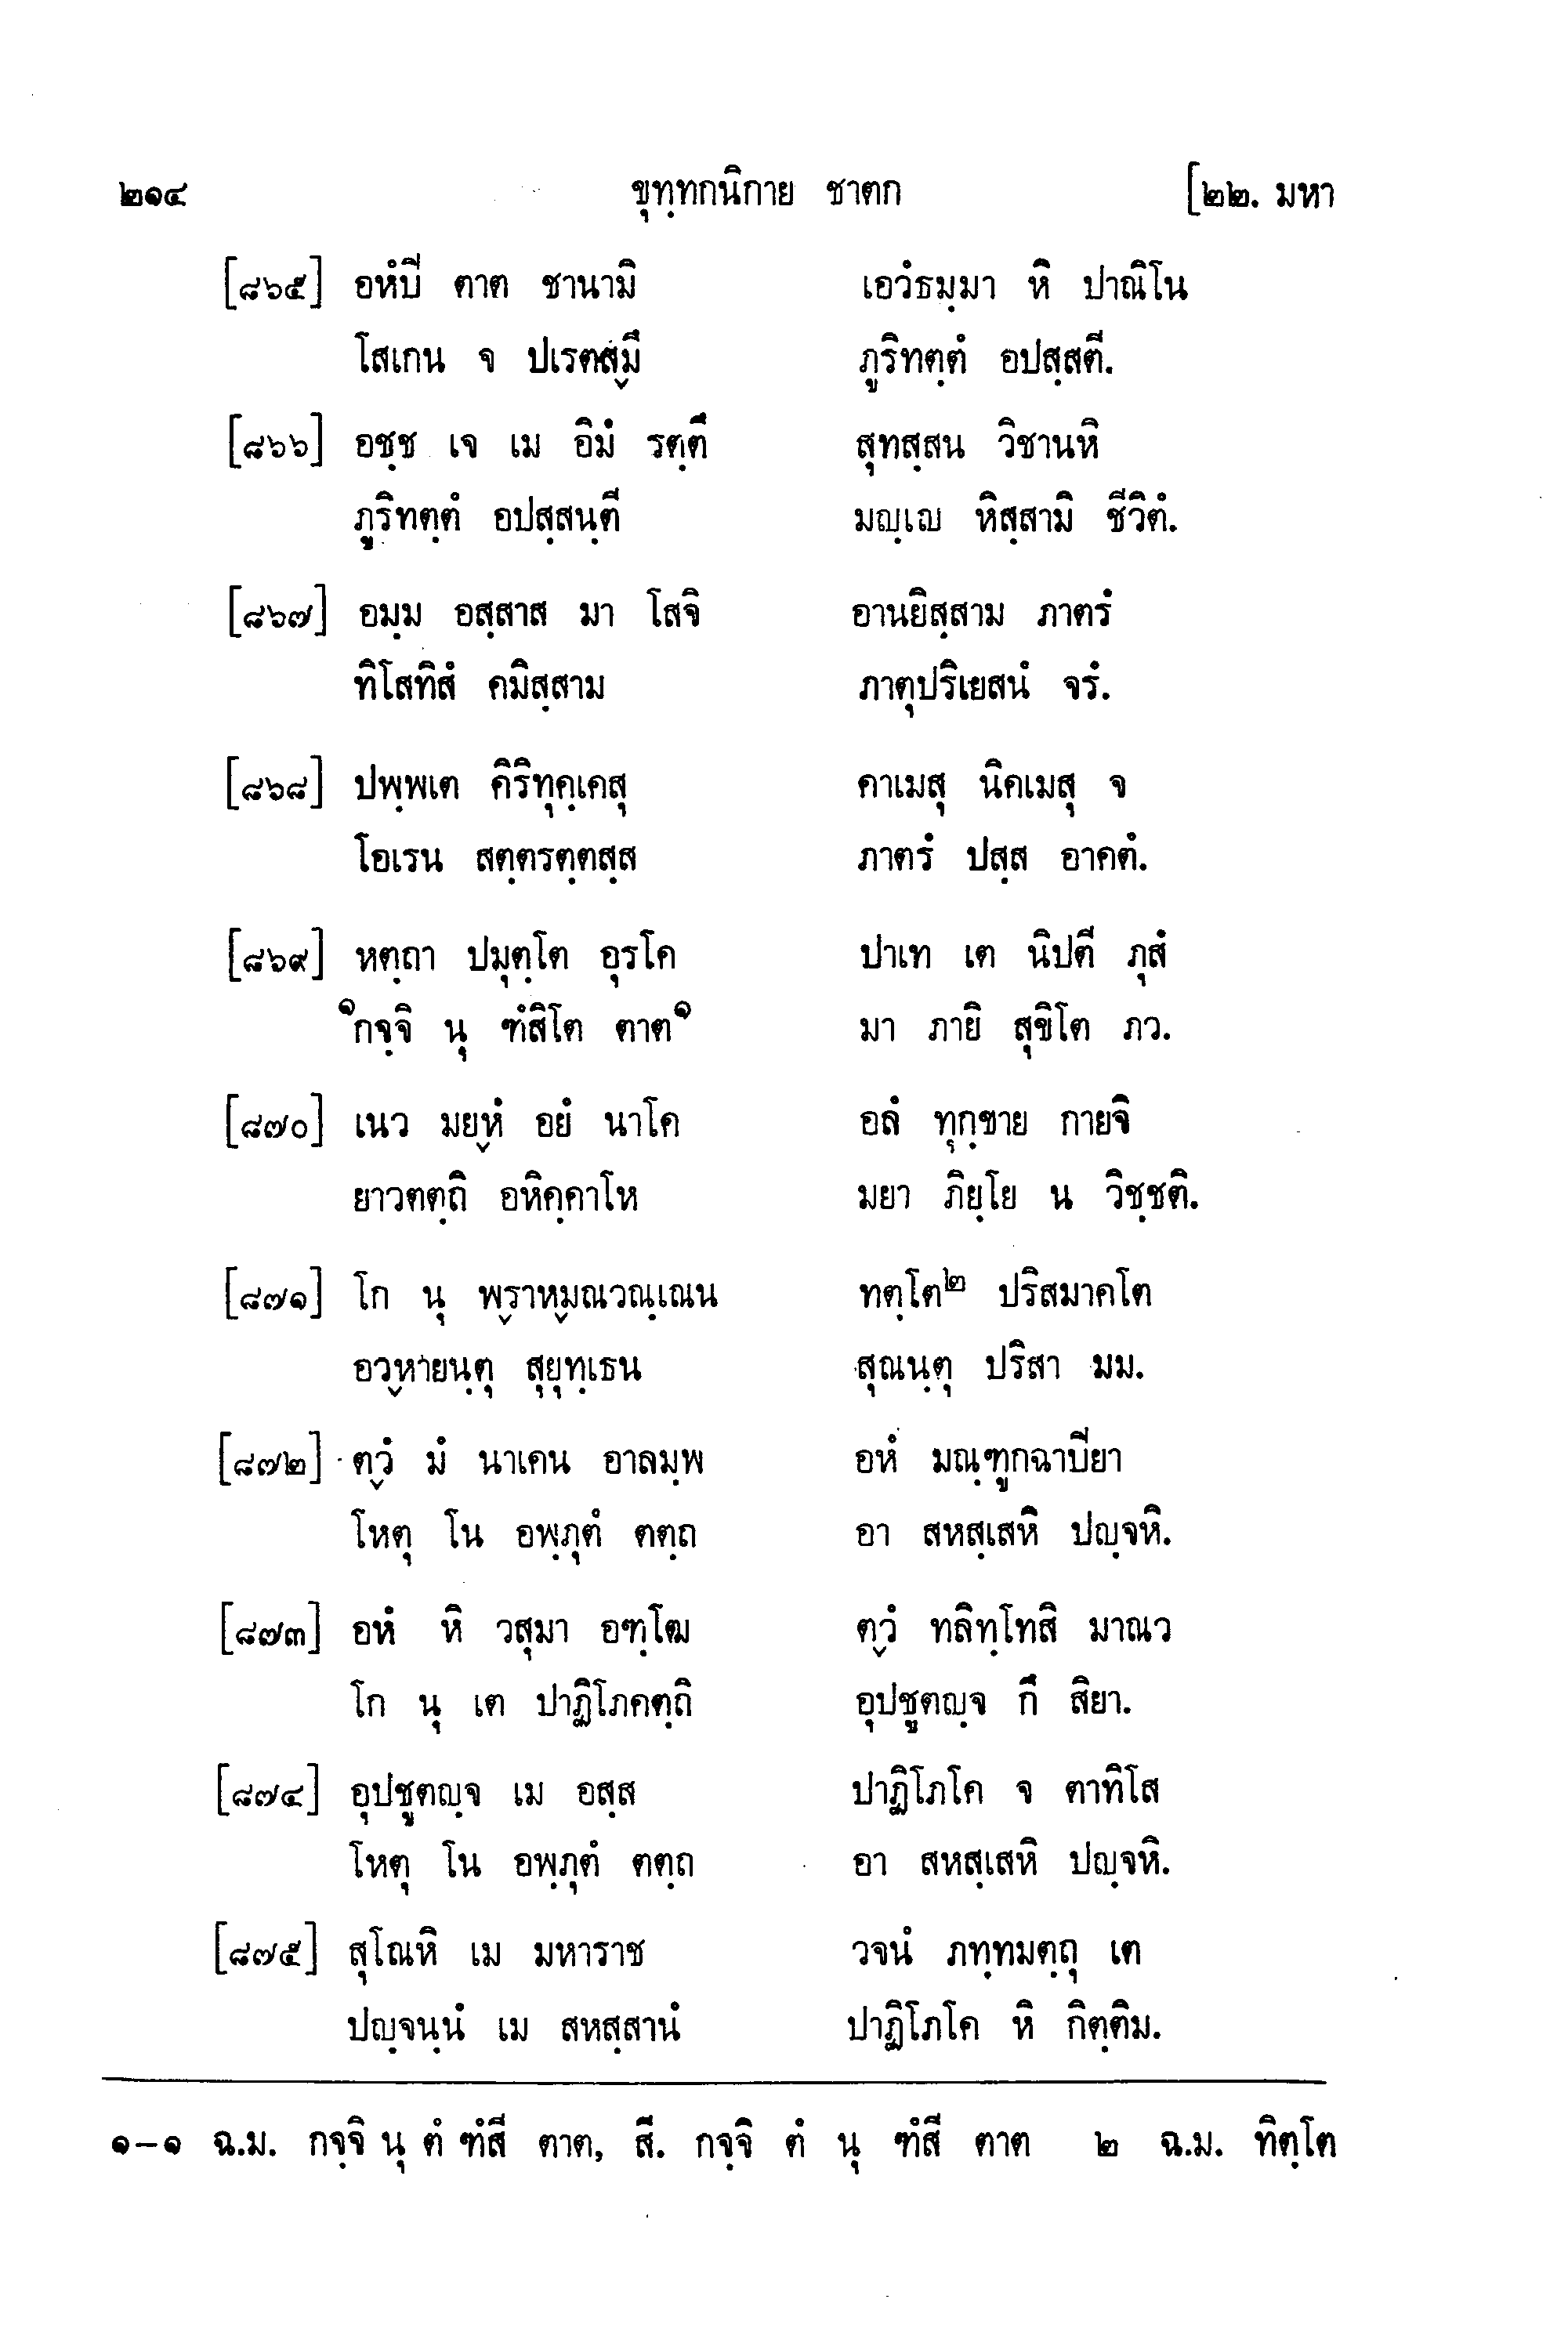 ๒๑๔ ขุทฺทกนิกาย ชาตก [๒๒. มหา
[๘๖๕] อหํปิ ตาต ชานามิ เอวํธมฺมา หิ ปาณิโน
โสเกน จ ปเรตสฺมึ ภูริทตฺตํ อปสฺสตี.
[๘๖๖] อชฺช เจ เม อิมํ รตฺตึ สุทสฺสน วิชานหิ
ภูริทตฺตํ อปสฺสนฺตี มญฺเญ หิสฺสามิ ชีวิตํ.
[๘๖๗] อมฺม อสฺสาส มา โสจิ อานยิสฺสาม ภาตรํ
ทิโสทิสํ คมิสฺสาม ภาตุปริเยสนํ จรํ.
[๘๖๘] ปพฺพเต คิริทุคฺเคสุ คาเมสุ นิคเมสุ จ
โอเรน สตฺตรตฺตสฺส ภาตรํ ปสฺส อาคตํ.
[๘๖๙] หตฺถา ปมุตฺโต อุรโค ปาเท เต นิปตี ภุสํ
๑กจฺจิ นุ ฑํสิโต ตาต๑ มา ภายิ สุขิโต ภว.
[๘๗๐] เนว มยฺหํ อยํ นาโค อลํ ทุกฺขาย กายจิ
ยาวตตฺถิ อหิคฺคาโห มยา ภิยฺโย น วิชฺชติ.
[๘๗๑] โก นุ พฺราหฺมณวณฺเณน ทตฺโต๒ ปริสมาคโต
อวฺหายนฺตุ สุยุทฺเธน สุณนฺตุ ปริสา มม.
[๘๗๒] ตฺวํ มํ นาเคน อาลมฺพ อหํ มณฺฑูกฉาปิยา
โหตุ โน อพฺภุตํ ตตฺถ อา สหสฺเสหิ ปญฺจหิ.
[๘๗๓] อหํ หิ วสุมา อฑฺโฒ ตฺวํ ทลิทฺโทสิ มาณว
โก นุ เต ปาฏิโภคตฺถิ อุปชูตญฺจ กึ สิยา.
[๘๗๔] อุปชูตญฺจ เม อสฺส ปาฏิโภโค จ ตาทิโส
โหตุ โน อพฺภุตํ ตตฺถ อา สหสฺเสหิ ปญฺจหิ.
[๘๗๕] สุโณหิ เม มหาราช วจนํ ภทฺทมตฺถุ เต
ปญฺจนฺนํ เม สหสฺสานํ ปาฏิโภโค หิ กิตฺติม.
๑-๑ ฉ.ม. กจฺจิ นุ ตํ ฑํสี ตาต, สี. กจฺจิ ตํ นุ ฑํสี ตาต ๒ ฉ.ม. ทิตฺโต